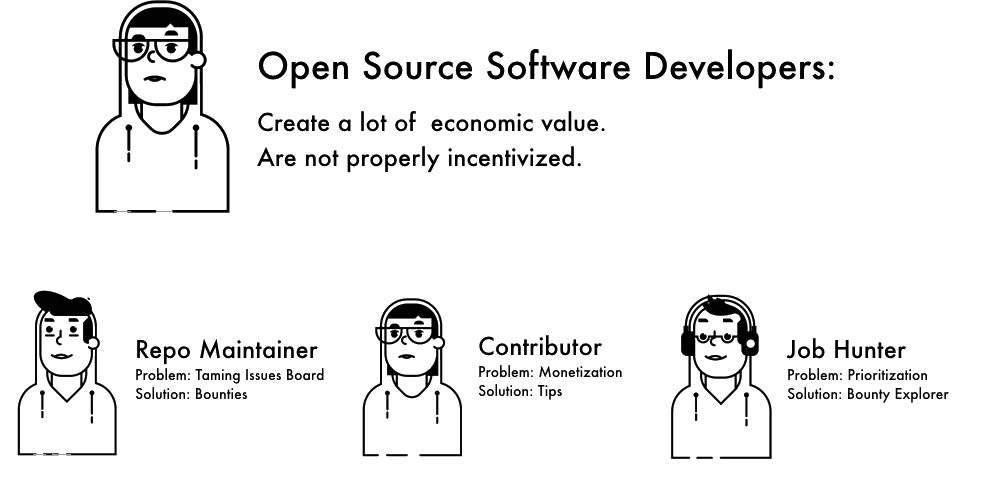 Open Source Software Developers:
Create a lot of  economic value.
Are not properly incentivized.
Repo Maintainer
Problem: Taming Issues Board
Solution: Bounties
Contributor
Problem: Monetization
Solution: Tips
Job Hunter
Problem: Prioritization
Solution: Bounty Explorer